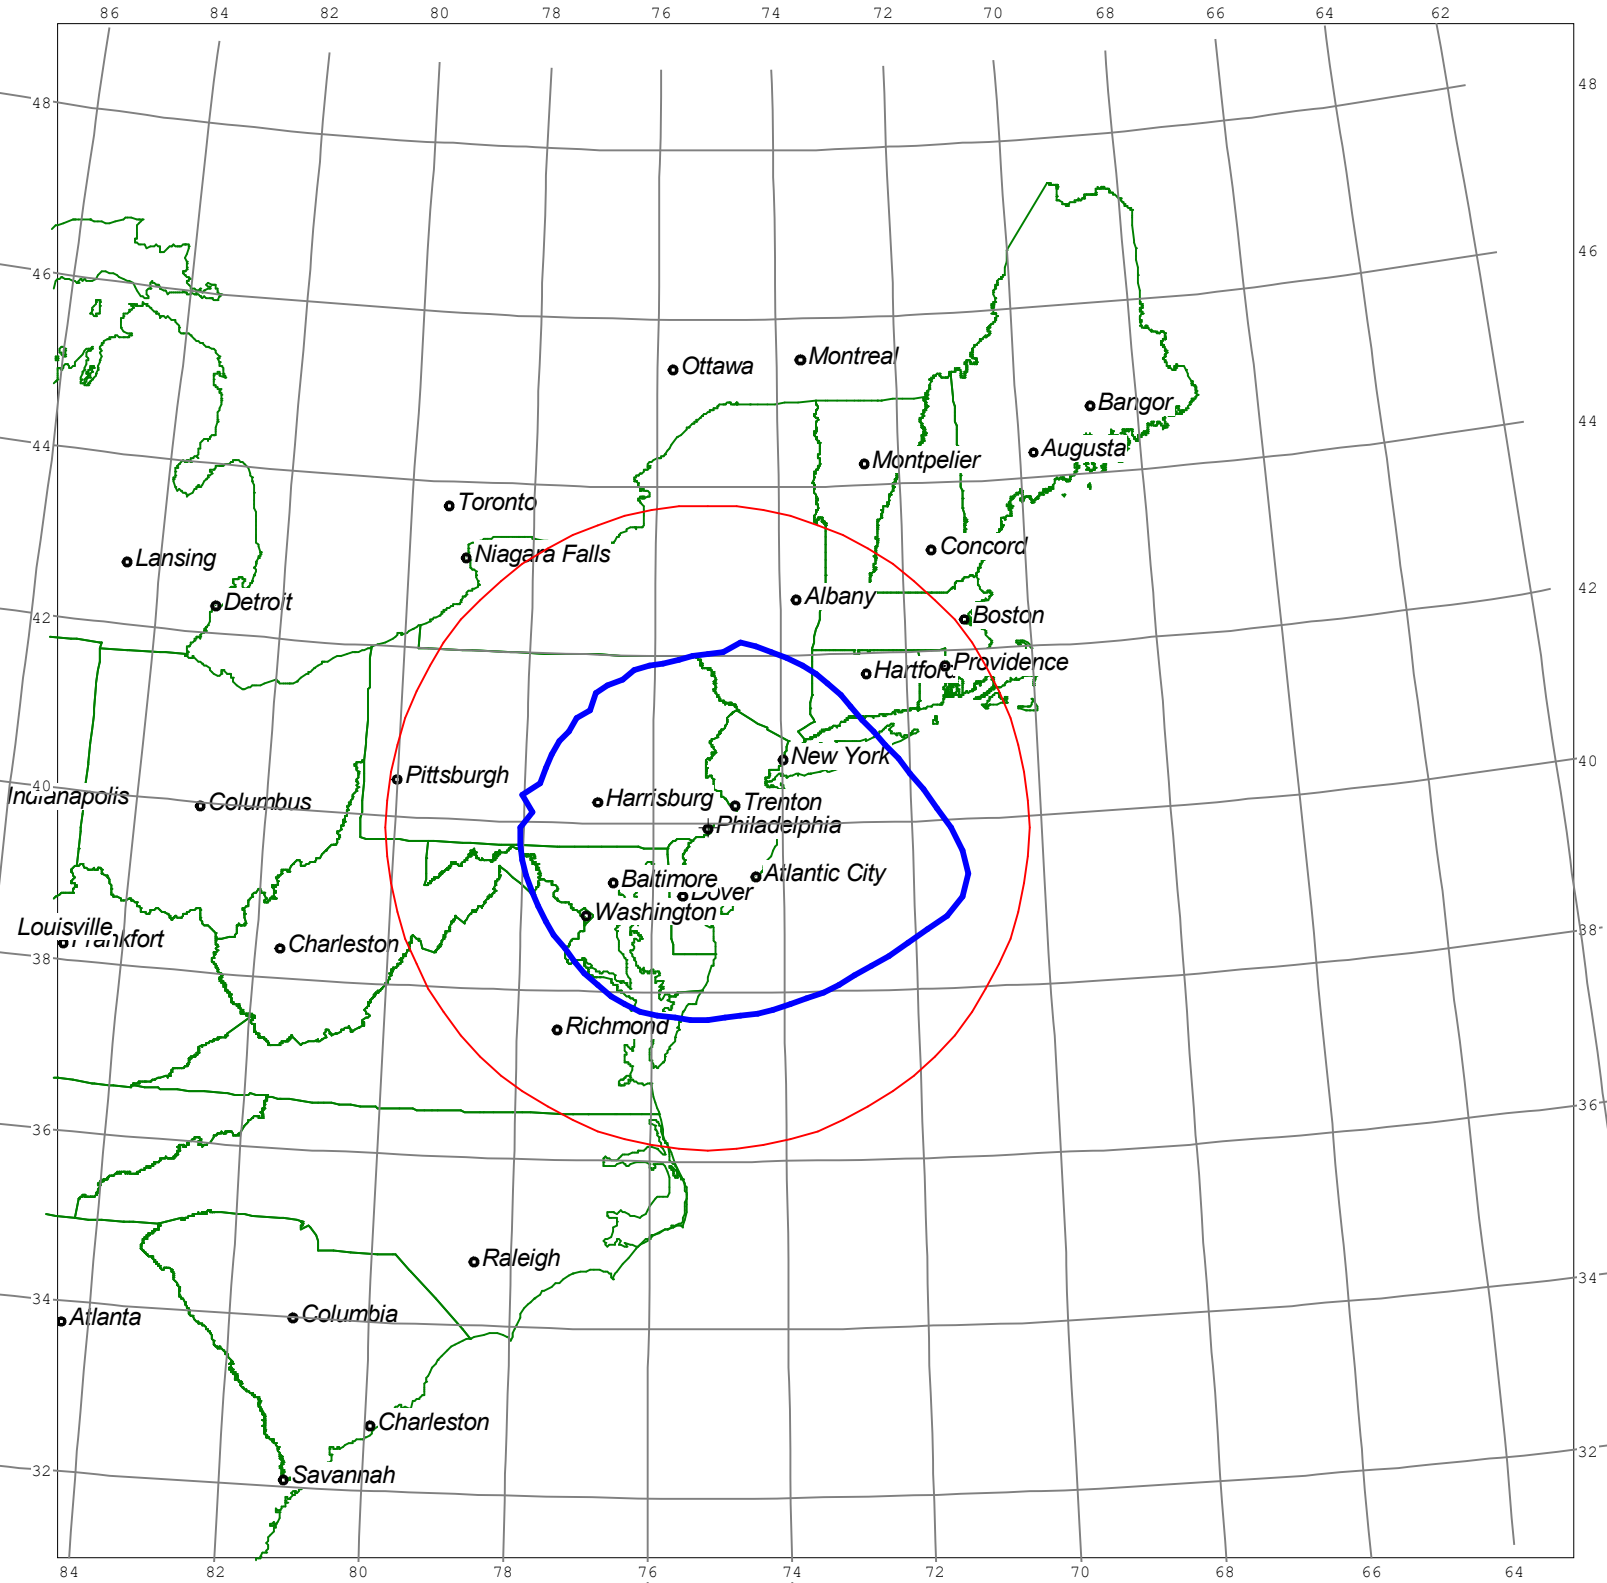 86 84 82 80 78 76 74 72 70 68 66 64 62
48 48
46 46
Ottawa Montreal
Bangor
44 44
Augusta
Montpelier
Toronto
Concord
Lansing Niagara Falls
Detroit Albany
42 42
Boston
Hartford Providence
New York
40 40
Pittsburgh
Indianapolis Columbus Harrisburg Trenton
Philadelphia
Atlantic City
Baltimore
Dover
Washington
Louisville
Frankfort Charleston
38 38
Richmond
36 36
Raleigh
34 34
Atlanta Columbia
Charleston
32 32
Savannah
84 82 80 78 76 74 72 70 68 66 64